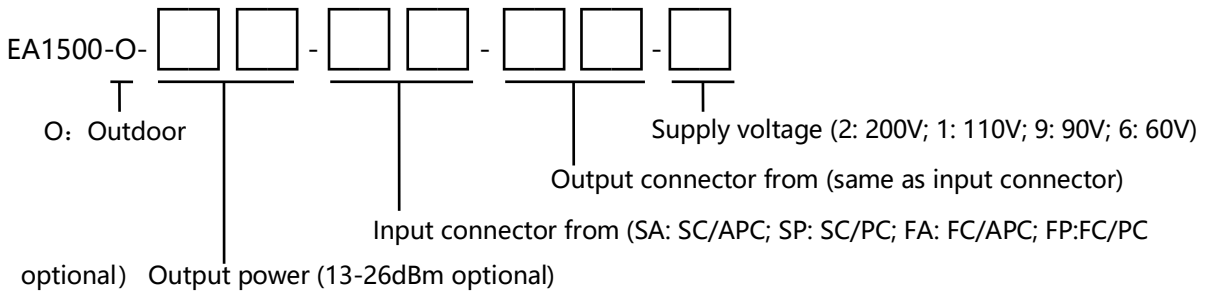 EA1500-O- - - -
O：Outdoor Supply voltage (2: 200V; 1: 110V; 9: 90V; 6: 60V)
Output connector from (same as input connector)
Input connector from (SA: SC/APC; SP: SC/PC; FA: FC/APC; FP:FC/PC
optional） Output power (13-26dBm optional)